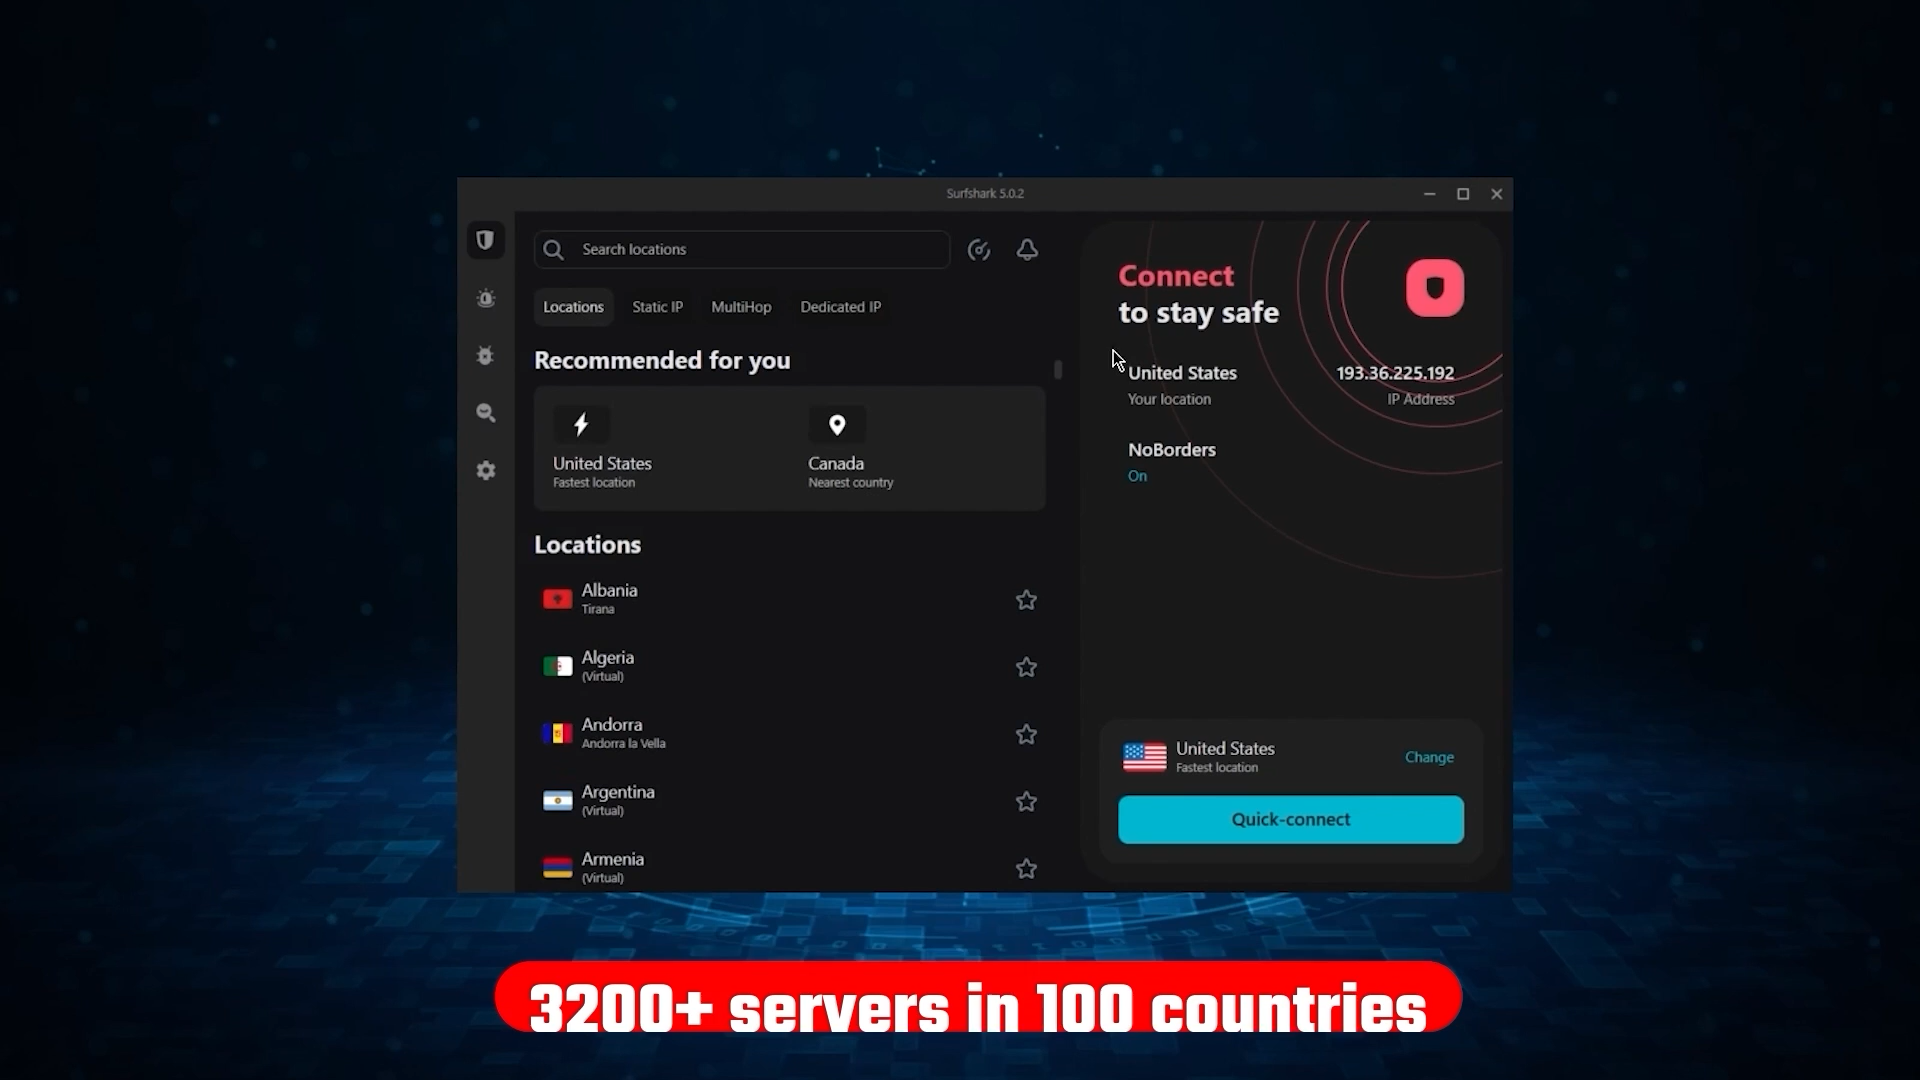 Surfshark 5.0.2
Search locations
Locations
Static IP
MultiHop
Dedicated IP
Recommended for you
United States
Fastest location
Canada
Nearest country
Locations
Albania
Tirana
Algeria
(Virtual)
Andorra
Andorra la Vella
Argentina
(Virtual)
Armenia
(Virtual)
Connect
to stay safe
United States
193.36.225.192
Your location
IP Address
NoBorders
On
United States
Fastest location
Change
Quick-connect
3200+ servers in 100 countries